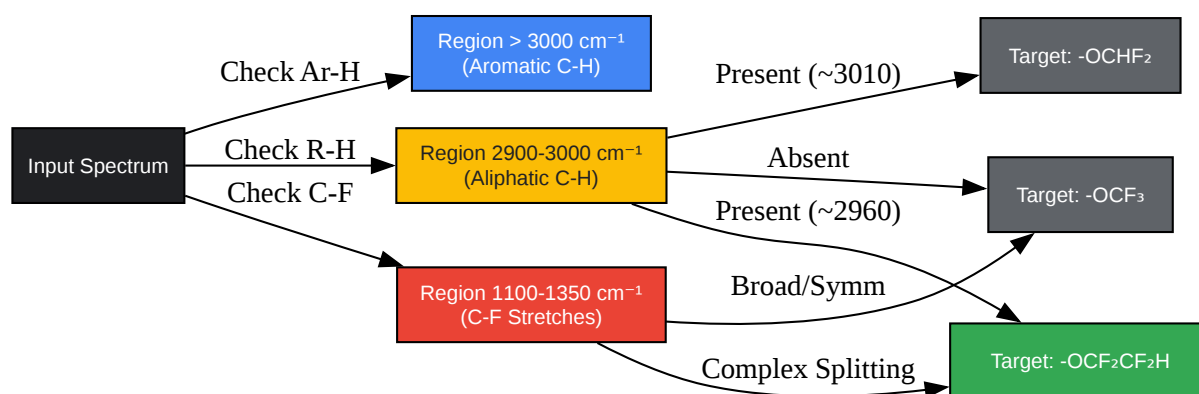 Region > 3000 cm⁻¹
(Aromatic C-H)
Target: -OCHF₂
Check Ar-H
Present (~3010)
Input Spectrum
Check R-H
Region 2900-3000 cm⁻¹
(Aliphatic C-H)
Absent
Check C-F
Present (~2960)
Target: -OCF₃
Region 1100-1350 cm⁻¹
(C-F Stretches)
Broad/Symm
Complex Splitting
Target: -OCF₂CF₂H